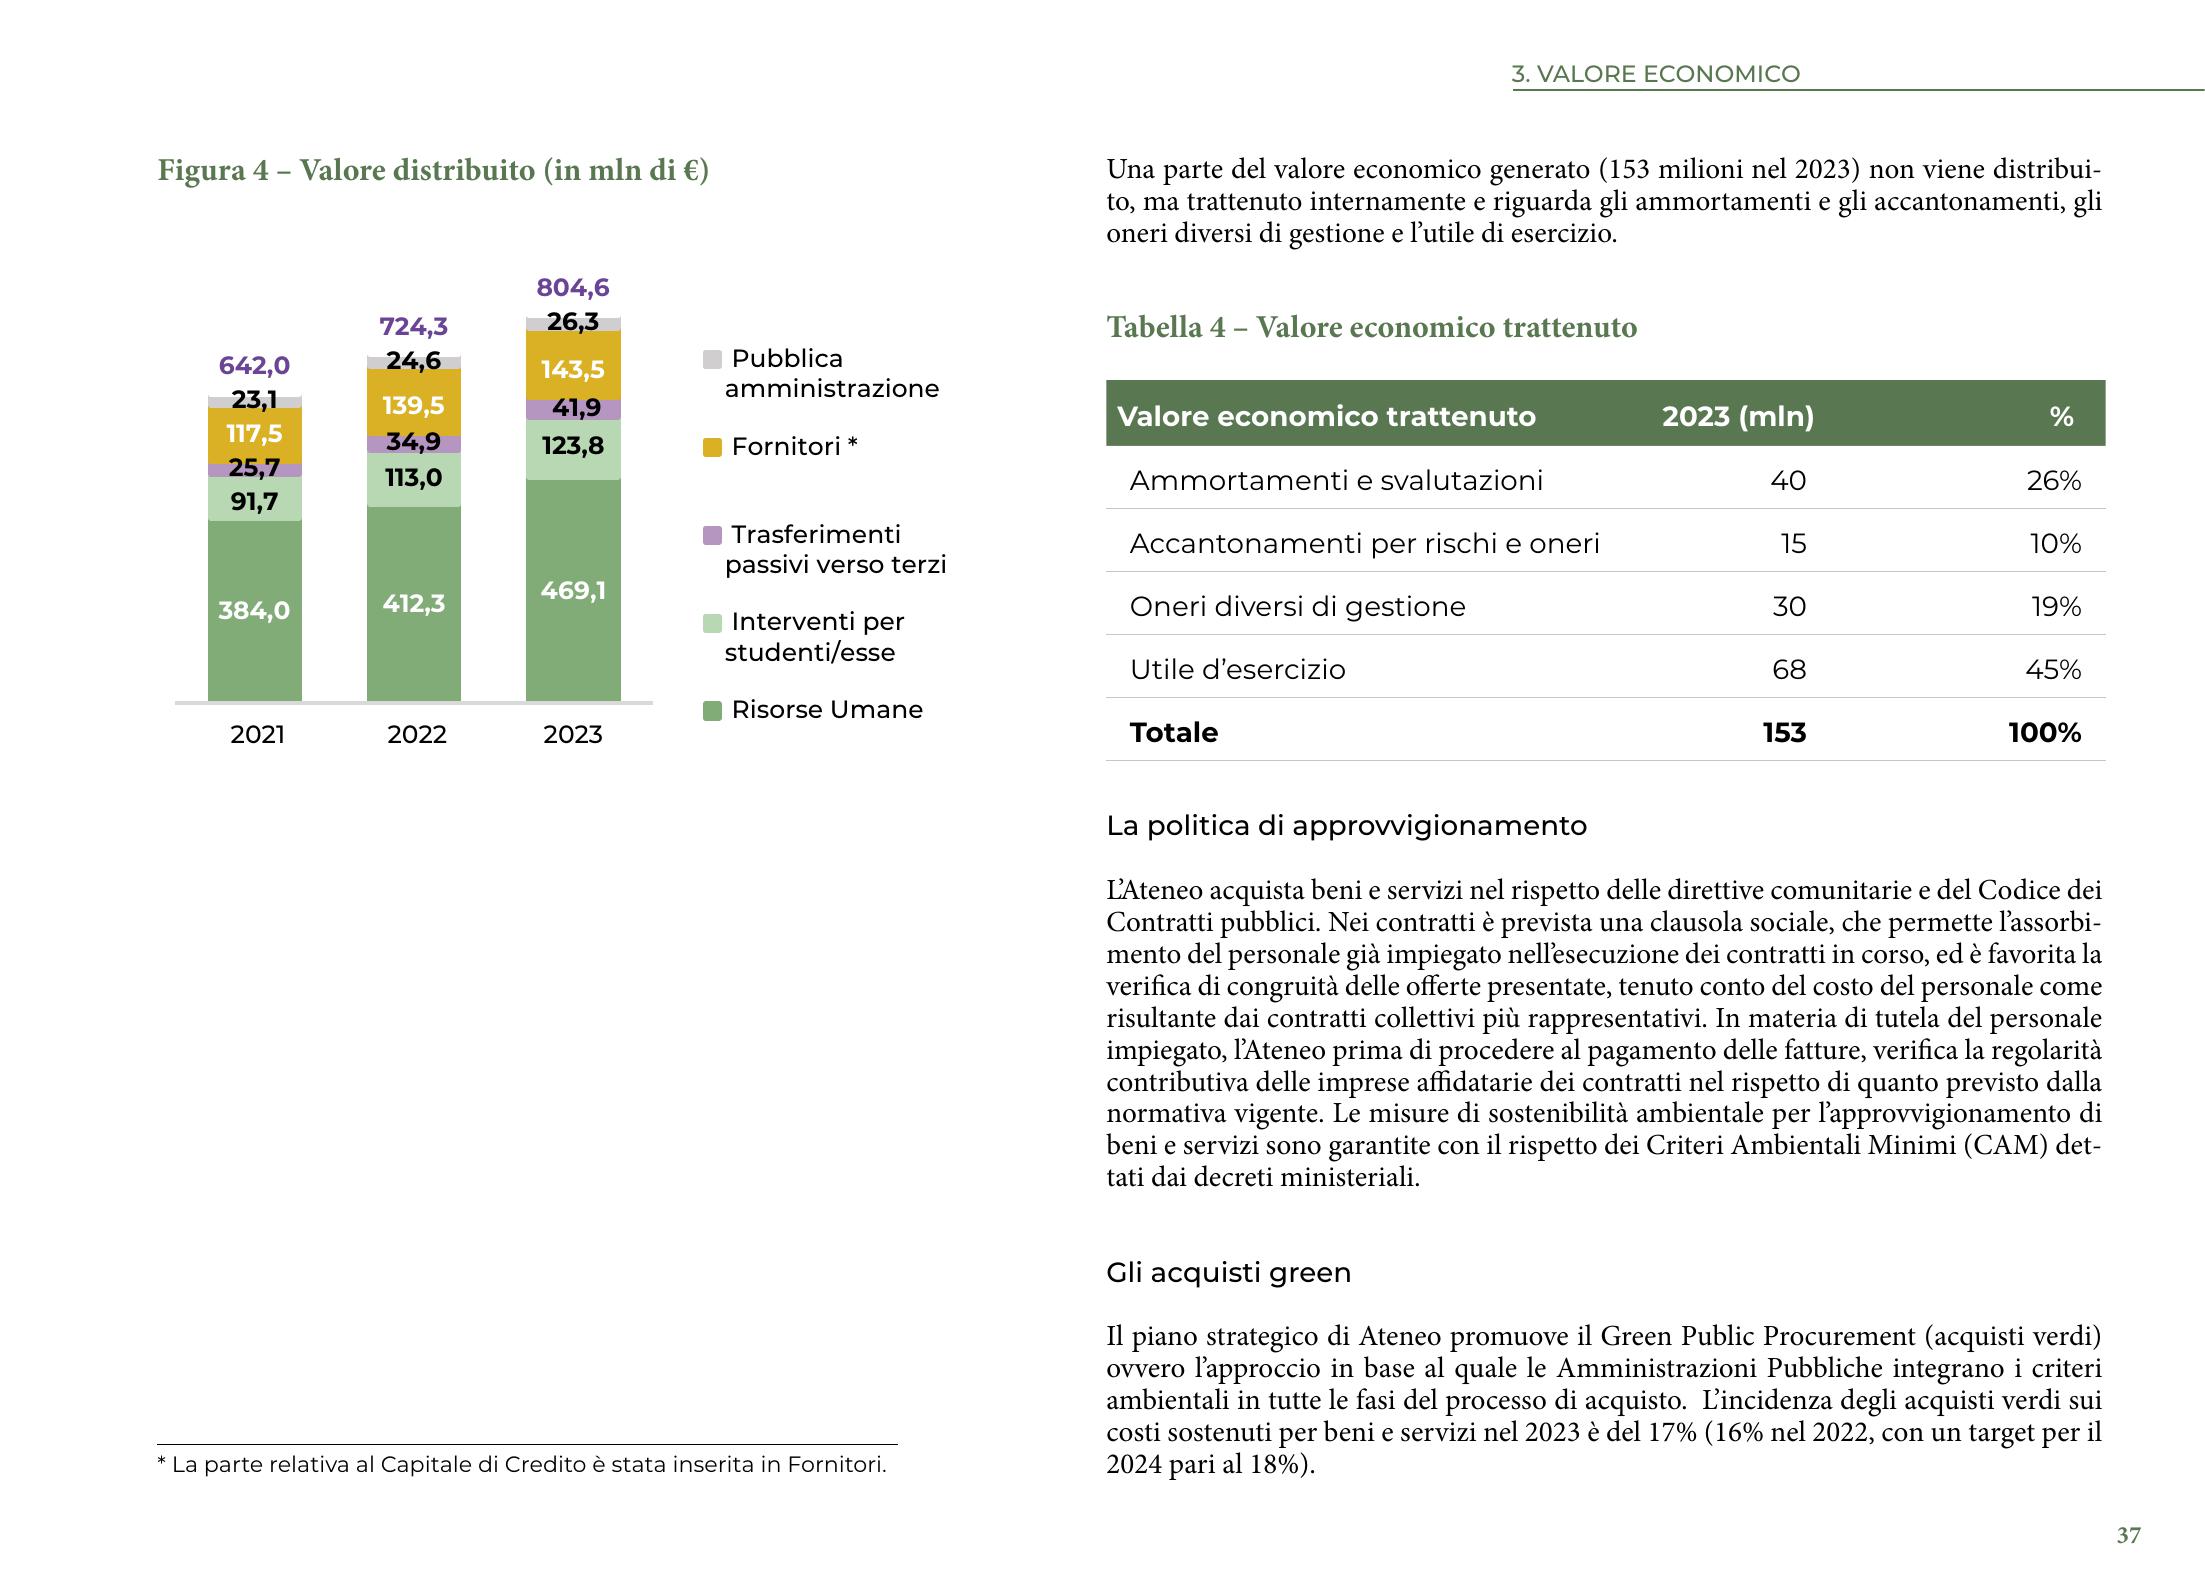 3. VALORE ECONOMICO
Figura 4 – Valore distribuito (in mln di €)
642,0
23,1
117,5
25,7
91,7
384,0
724,3
24,6
139,5
34,9
113,0
412,3
804,6
26,3
143,5
41,9
123,8
469,1
2021
2022
2023
Pubblica
amministrazione
Fornitori *
Trasferimenti
passivi verso terzi
Interventi per
studenti/esse
Risorse Umane
* La parte relativa al Capitale di Credito è stata inserita in Fornitori.
Una parte del valore economico generato (153 milioni nel 2023) non viene distribui-
to, ma trattenuto internamente e riguarda gli ammortamenti e gli accantonamenti, gli
oneri diversi di gestione e l’utile di esercizio.
Tabella 4 – Valore economico trattenuto
Valore economico trattenuto 2023 (mln) %
Ammortamenti e svalutazioni 40 26%
Accantonamenti per rischi e oneri 15 10%
Oneri diversi di gestione 30 19%
Utile d’esercizio 68 45%
Totale 153 100%
La politica di approvvigionamento
L’Ateneo acquista beni e servizi nel rispetto delle direttive comunitarie e del Codice dei
Contratti pubblici. Nei contratti è prevista una clausola sociale, che permette l’assorbi-
mento del personale già impiegato nell’esecuzione dei contratti in corso, ed è favorita la
verifica di congruità delle offerte presentate, tenuto conto del costo del personale come
risultante dai contratti collettivi più rappresentativi. In materia di tutela del personale
impiegato, l’Ateneo prima di procedere al pagamento delle fatture, verifica la regolarità
contributiva delle imprese affidatarie dei contratti nel rispetto di quanto previsto dalla
normativa vigente. Le misure di sostenibilità ambientale per l’approvvigionamento di
beni e servizi sono garantite con il rispetto dei Criteri Ambientali Minimi (CAM) det-
tati dai decreti ministeriali.
Gli acquisti green
Il piano strategico di Ateneo promuove il Green Public Procurement (acquisti verdi)
ovvero l’approccio in base al quale le Amministrazioni Pubbliche integrano i criteri
ambientali in tutte le fasi del processo di acquisto. L’incidenza degli acquisti verdi sui
costi sostenuti per beni e servizi nel 2023 è del 17% (16% nel 2022, con un target per il
2024 pari al 18%).
37